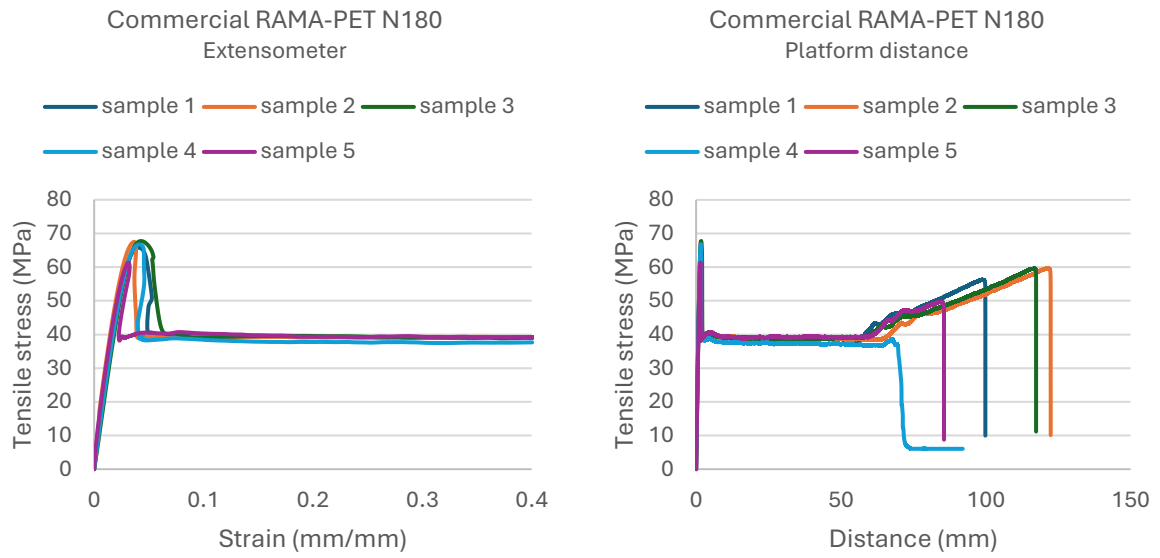 Commercial RAMA-PET N180
Extensometer
sample 1 sample 2 sample 3
sample 4 sample 5
80
70
60
50
40
30
20
10
0
Tensile stress (MPa)
0 0.1 0.2 0.3 0.4
Strain (mm/mm)
Commercial RAMA-PET N180
Platform distance
sample 1 sample 2 sample 3
sample 4 sample 5
80
70
60
50
40
30
20
10
0
Tensile stress (MPa)
0 50 100 150
Distance (mm)